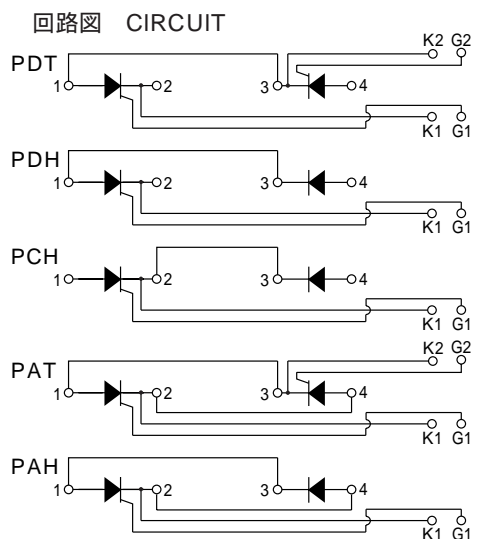 回路図 CIRCUIT
K2 G2
PDT
1 2 3 4
K1 G1
PDH
1 2 3 4
K1 G1
PCH
1 2 3 4
K1 G1
K2 G2
PAT
1 2 3 4
K1 G1
PAH
1 2 3 4
K1 G1